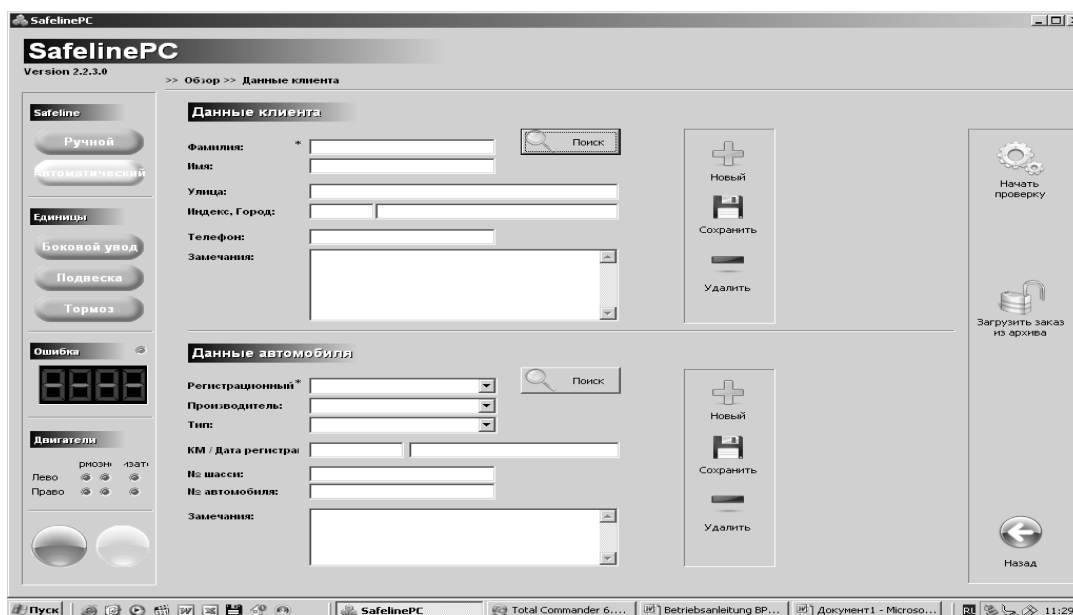 SafelinePC
SafelinePC
Version 2.2.3.0
>> Обзор >> Данные клиента
Safeline
Ручной
Автоматический
Единицы
Боковой увод
Подвеска
Тормоз
Ошибка
Двигатели
рмозн изат
Лево
Право
Данные клиента
Фамилия: *
Поиск
Имя:
Улица:
Индекс, Город:
Телефон:
Замечания:
Новый
Сохранить
Удалить
Данные автомобиля
Регистрационный *
Поиск
Производитель:
Тип:
КМ / Дата регистра
№ шасси:
№ автомобиля:
Замечания:
Новый
Сохранить
Удалить
Начать
проверку
Загрузить заказ
из архива
Назад
Пуск
SafelinePC
Total Commander 6....
Betriebsanleitung BP...
Документ1 - Microso...
RL
11:29